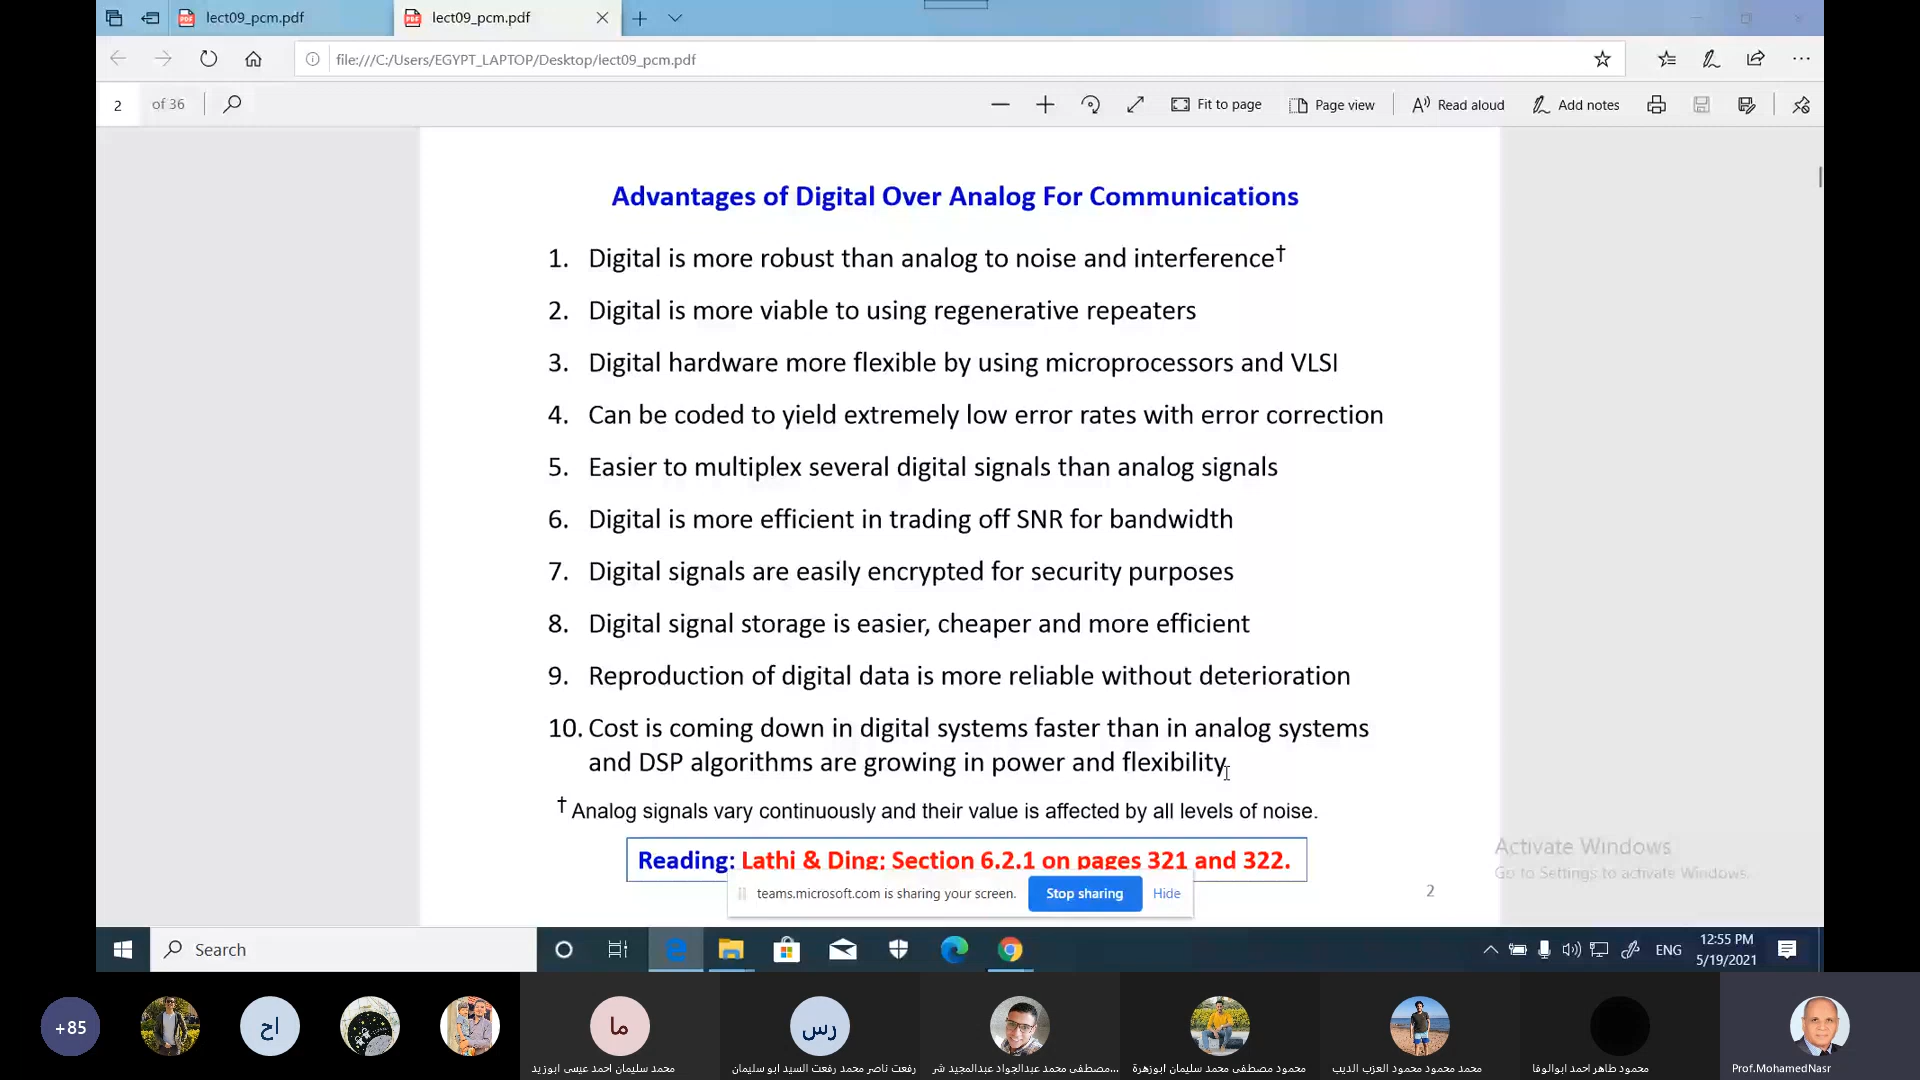 lect09_pcm.pdf
lect09_pcm.pdf
file:///C:/Users/EGYPT_LAPTOP/Desktop/lect09_pcm.pdf
2 of 36
Fit to page
Page view
Read aloud
Add notes
Advantages of Digital Over Analog For Communications
1. Digital is more robust than analog to noise and interference†
2. Digital is more viable to using regenerative repeaters
3. Digital hardware more flexible by using microprocessors and VLSI
4. Can be coded to yield extremely low error rates with error correction
5. Easier to multiplex several digital signals than analog signals
6. Digital is more efficient in trading off SNR for bandwidth
7. Digital signals are easily encrypted for security purposes
8. Digital signal storage is easier, cheaper and more efficient
9. Reproduction of digital data is more reliable without deterioration
10. Cost is coming down in digital systems faster than in analog systems
and DSP algorithms are growing in power and flexibility
† Analog signals vary continuously and their value is affected by all levels of noise.
Reading: Lathi & Ding; Section 6.2.1 on pages 321 and 322.
Activate Windows
Go to Settings to activate Windows.
teams.microsoft.com is sharing your screen.
Stop sharing
Hide
2
Search
ENG
12:55 PM
5/19/2021
+85
اح
ما
رس
محمد سليمان احمد عيسى ابوزيد
رفعت ناصر محمد رفعت السيد ابو سليمان
مصطفى محمد عبدالجواد عبدالمجيد شر...
محمود مصطفى محمد سليمان ابوزهرة
محمد محمود محمود العزب الديب
محمود طاهر احمد ابوالوفا
Prof.MohamedNasr